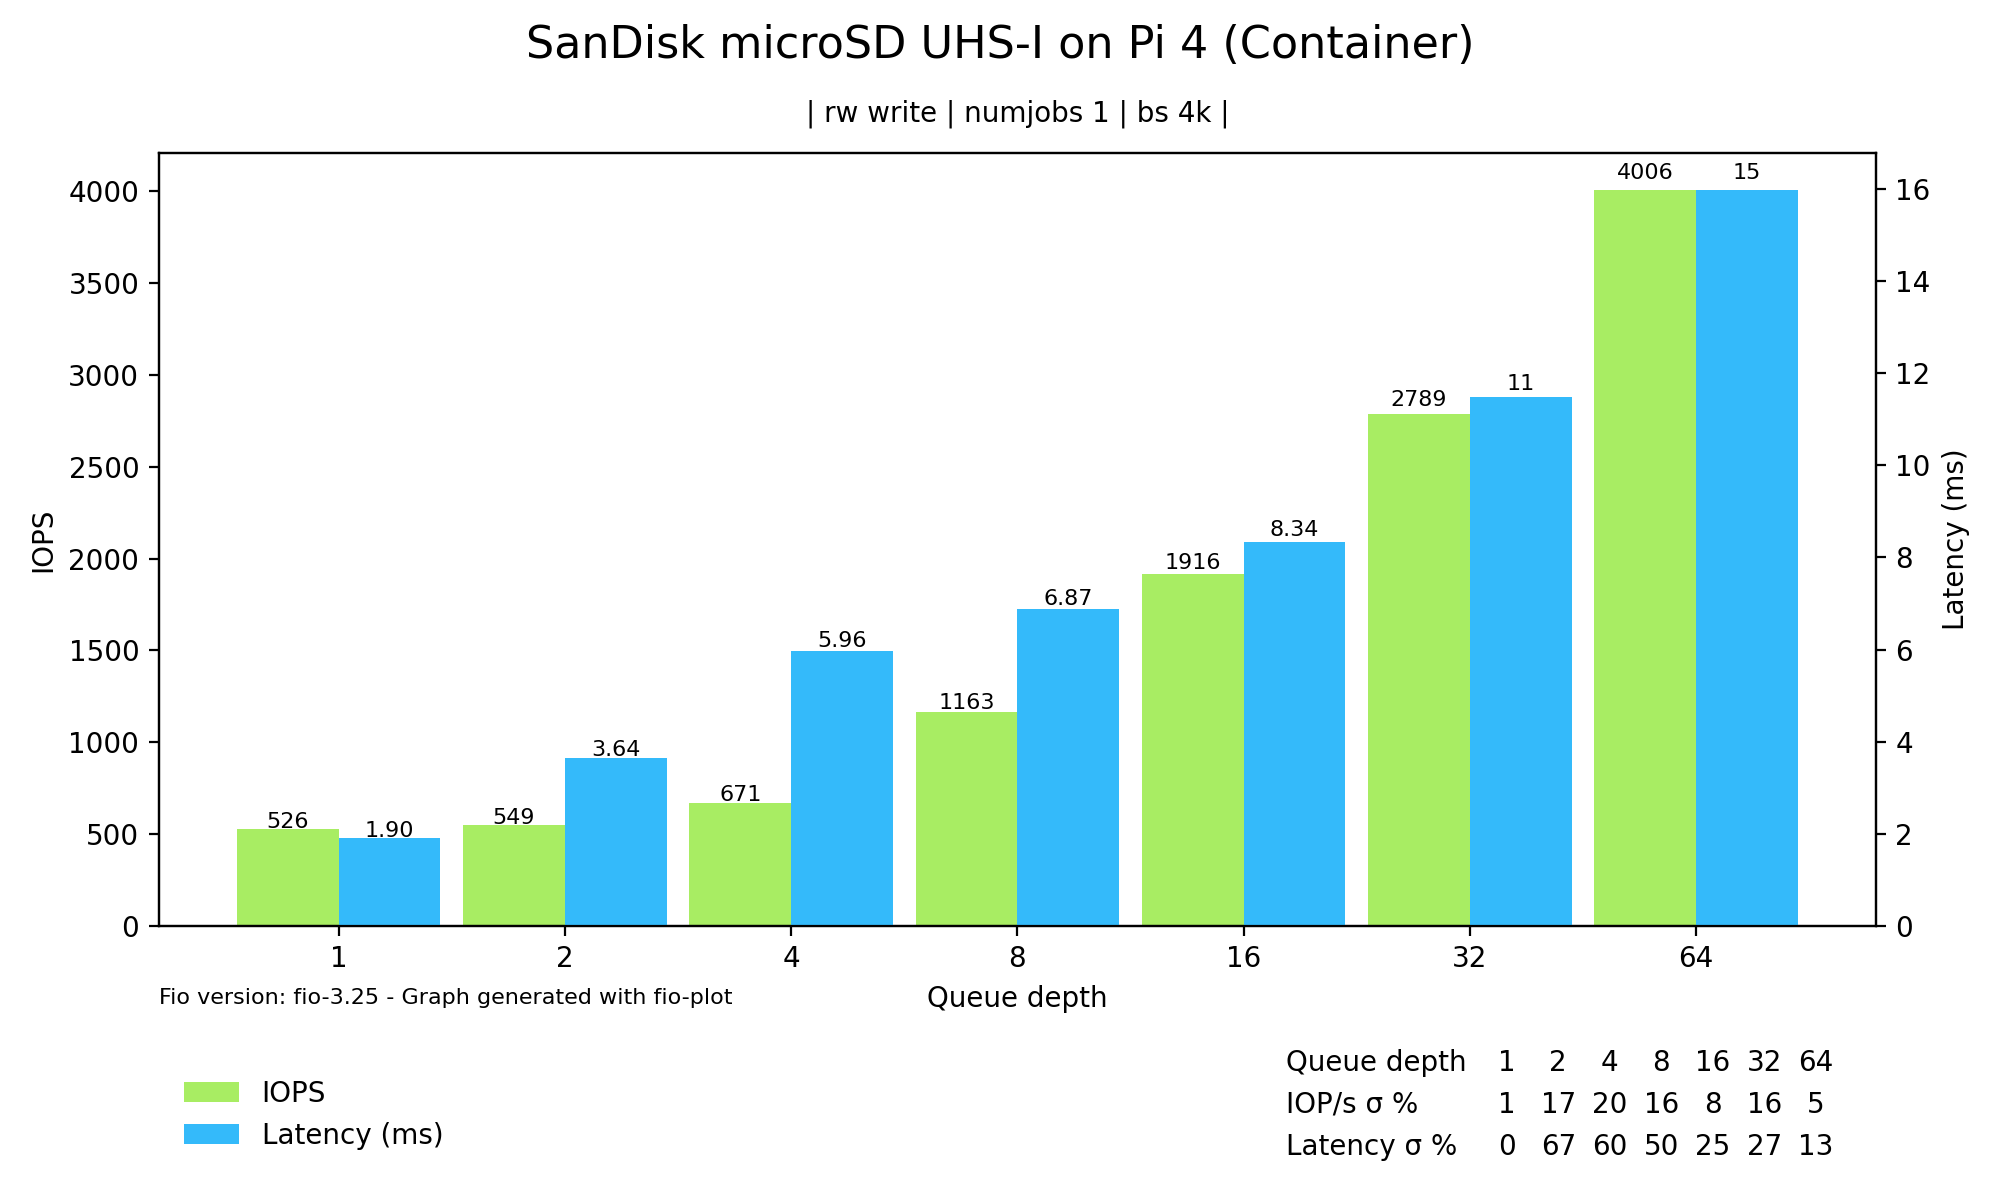 SanDisk microSD UHS-I on Pi 4 (Container)
| rw write | numjobs 1 | bs 4k |
4000
3500
3000
2500
2000
1500
1000
500
0
IOPS
526
1.90
549
3.64
671
5.96
1163
6.87
1916
8.34
2789
11
4006
15
16
14
12
10
8
6
4
2
0
Latency (ms)
1 2 4 8 16 32 64
Fio version: fio-3.25 - Graph generated with fio-plot
Queue depth
IOPS
Latency (ms)
Queue depth 1 2 4 8 16 32 64
IOP/s σ % 1 17 20 16 8 16 5
Latency σ % 0 67 60 50 25 27 13